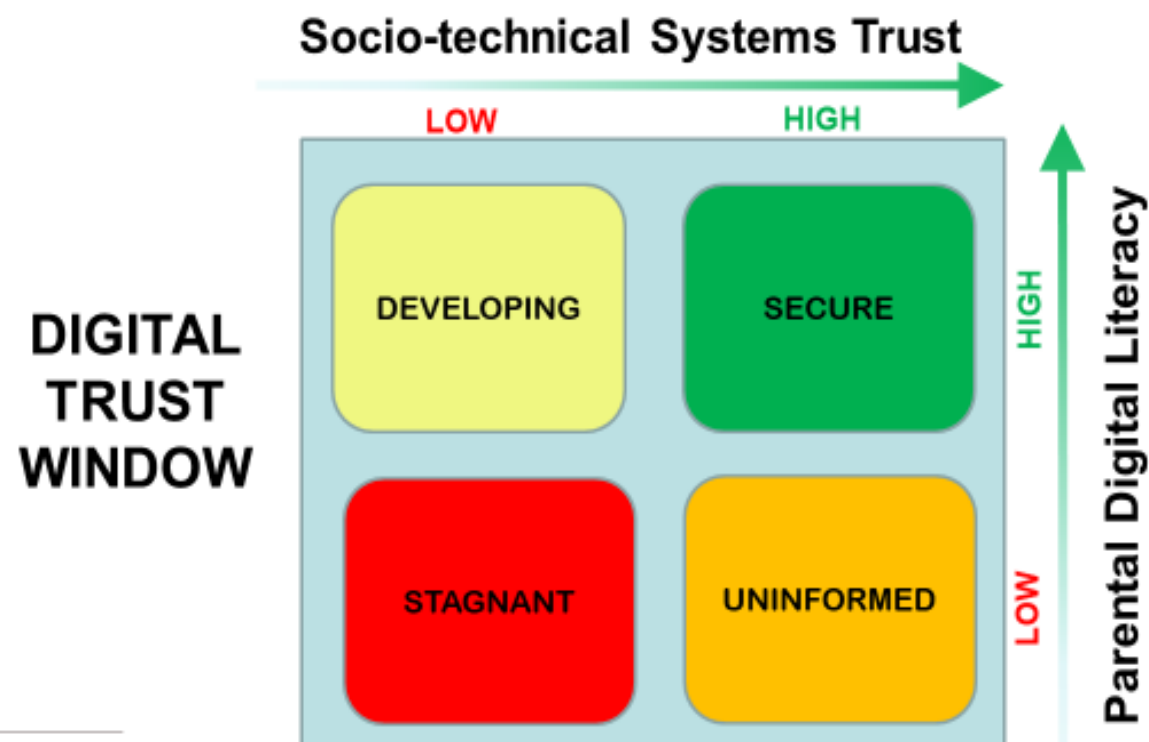 Socio-technical Systems Trust
LOW
HIGH
DEVELOPING
SECURE
HIGH
DIGITAL
TRUST
WINDOW
STAGNANT
UNINFORMED
LOW
Parental Digital Literacy